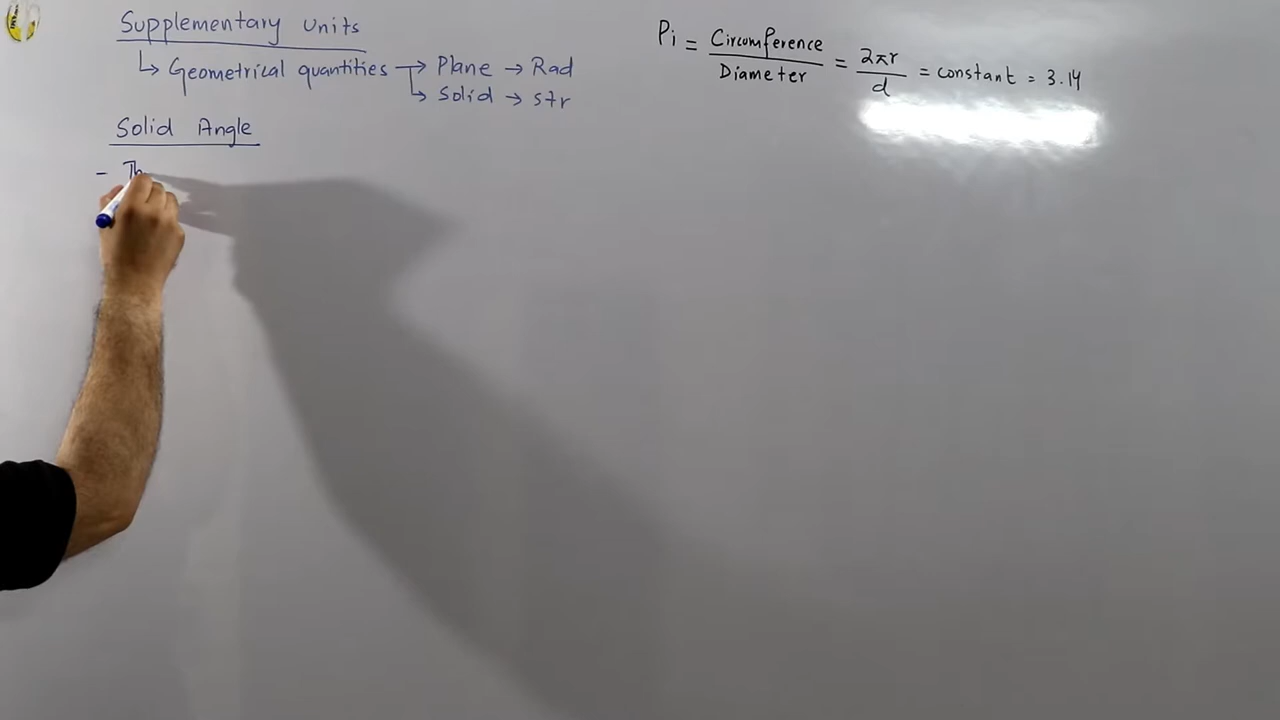 Supplementary Units
↳ Geometrical quantities → Plane → Rad
↳ Solid → str
Solid Angle
- Th
Pi = Circumference / Diameter = 2πr / d = constant = 3.14